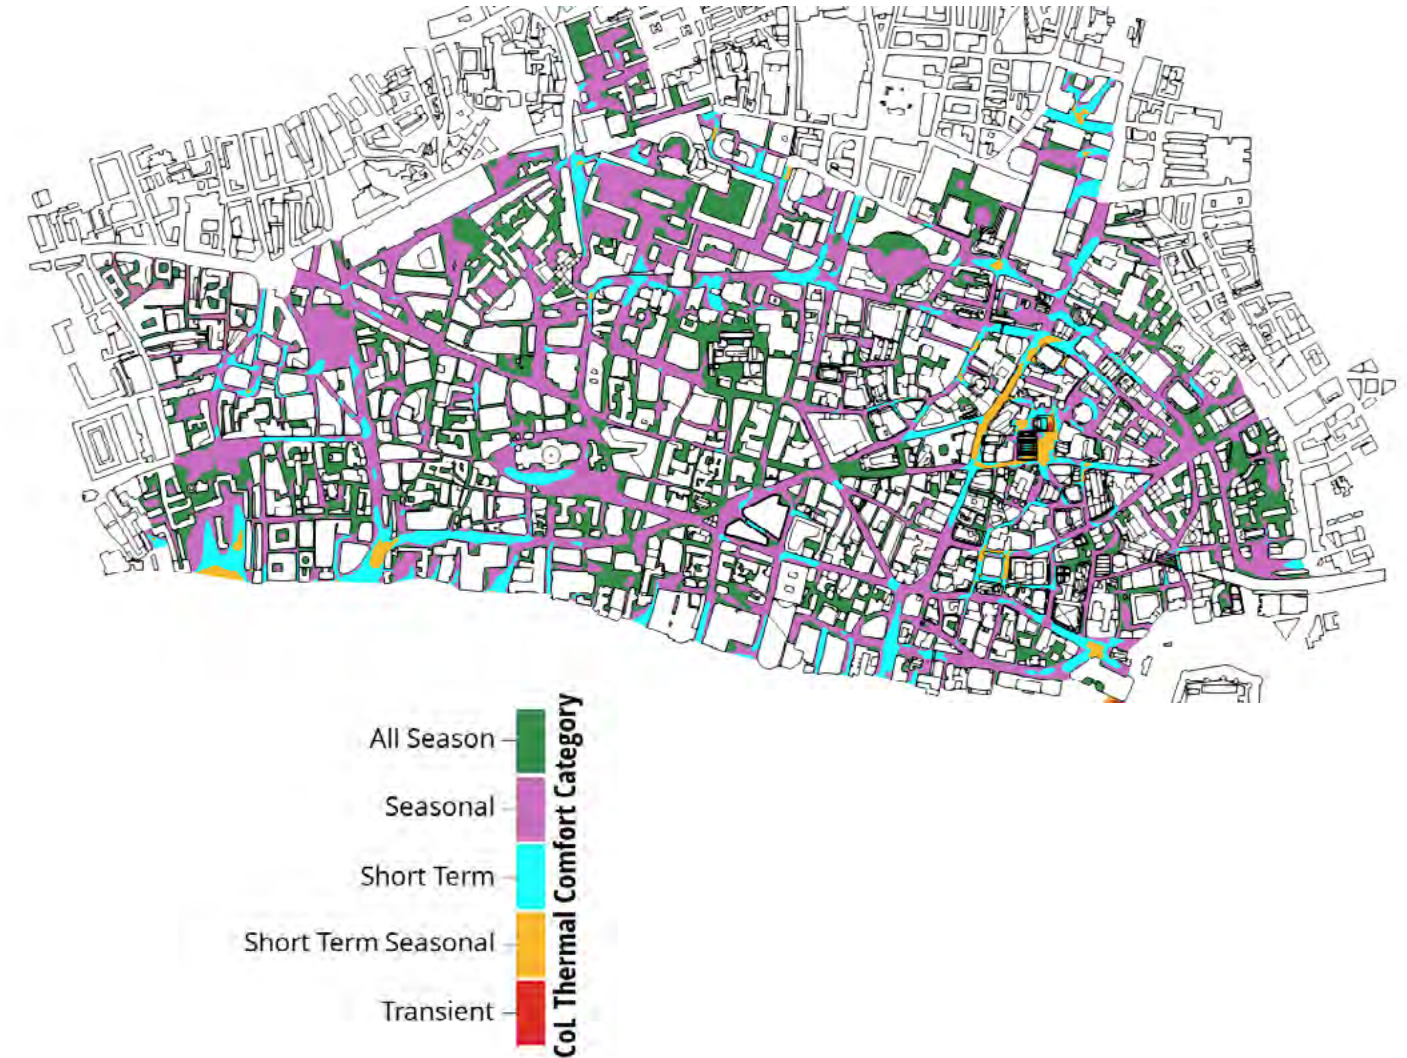 All Season
Seasonal
Short Term
Short Term Seasonal
Transient
CoL Thermal Comfort Category